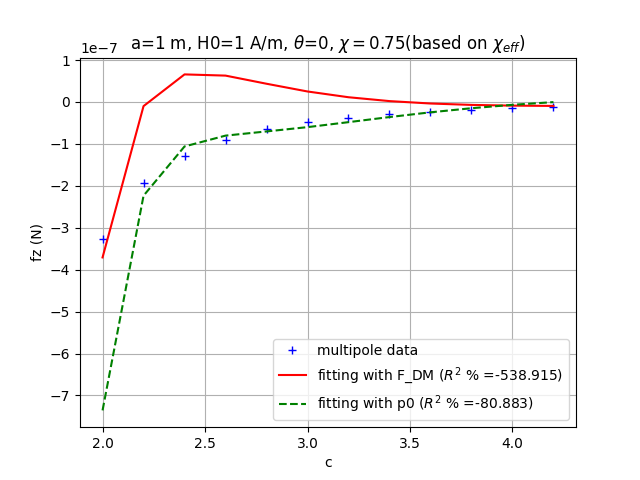 a=1 m, H0=1 A/m, θ=0, χ = 0.75(based on χ_eff)
1e−7
1
0
−1
−2
−3
−4
−5
−6
−7
fz (N)
multipole data
fitting with F_DM (R² % =-538.915)
fitting with p0 (R² % =-80.883)
2.0 2.5 3.0 3.5 4.0
c